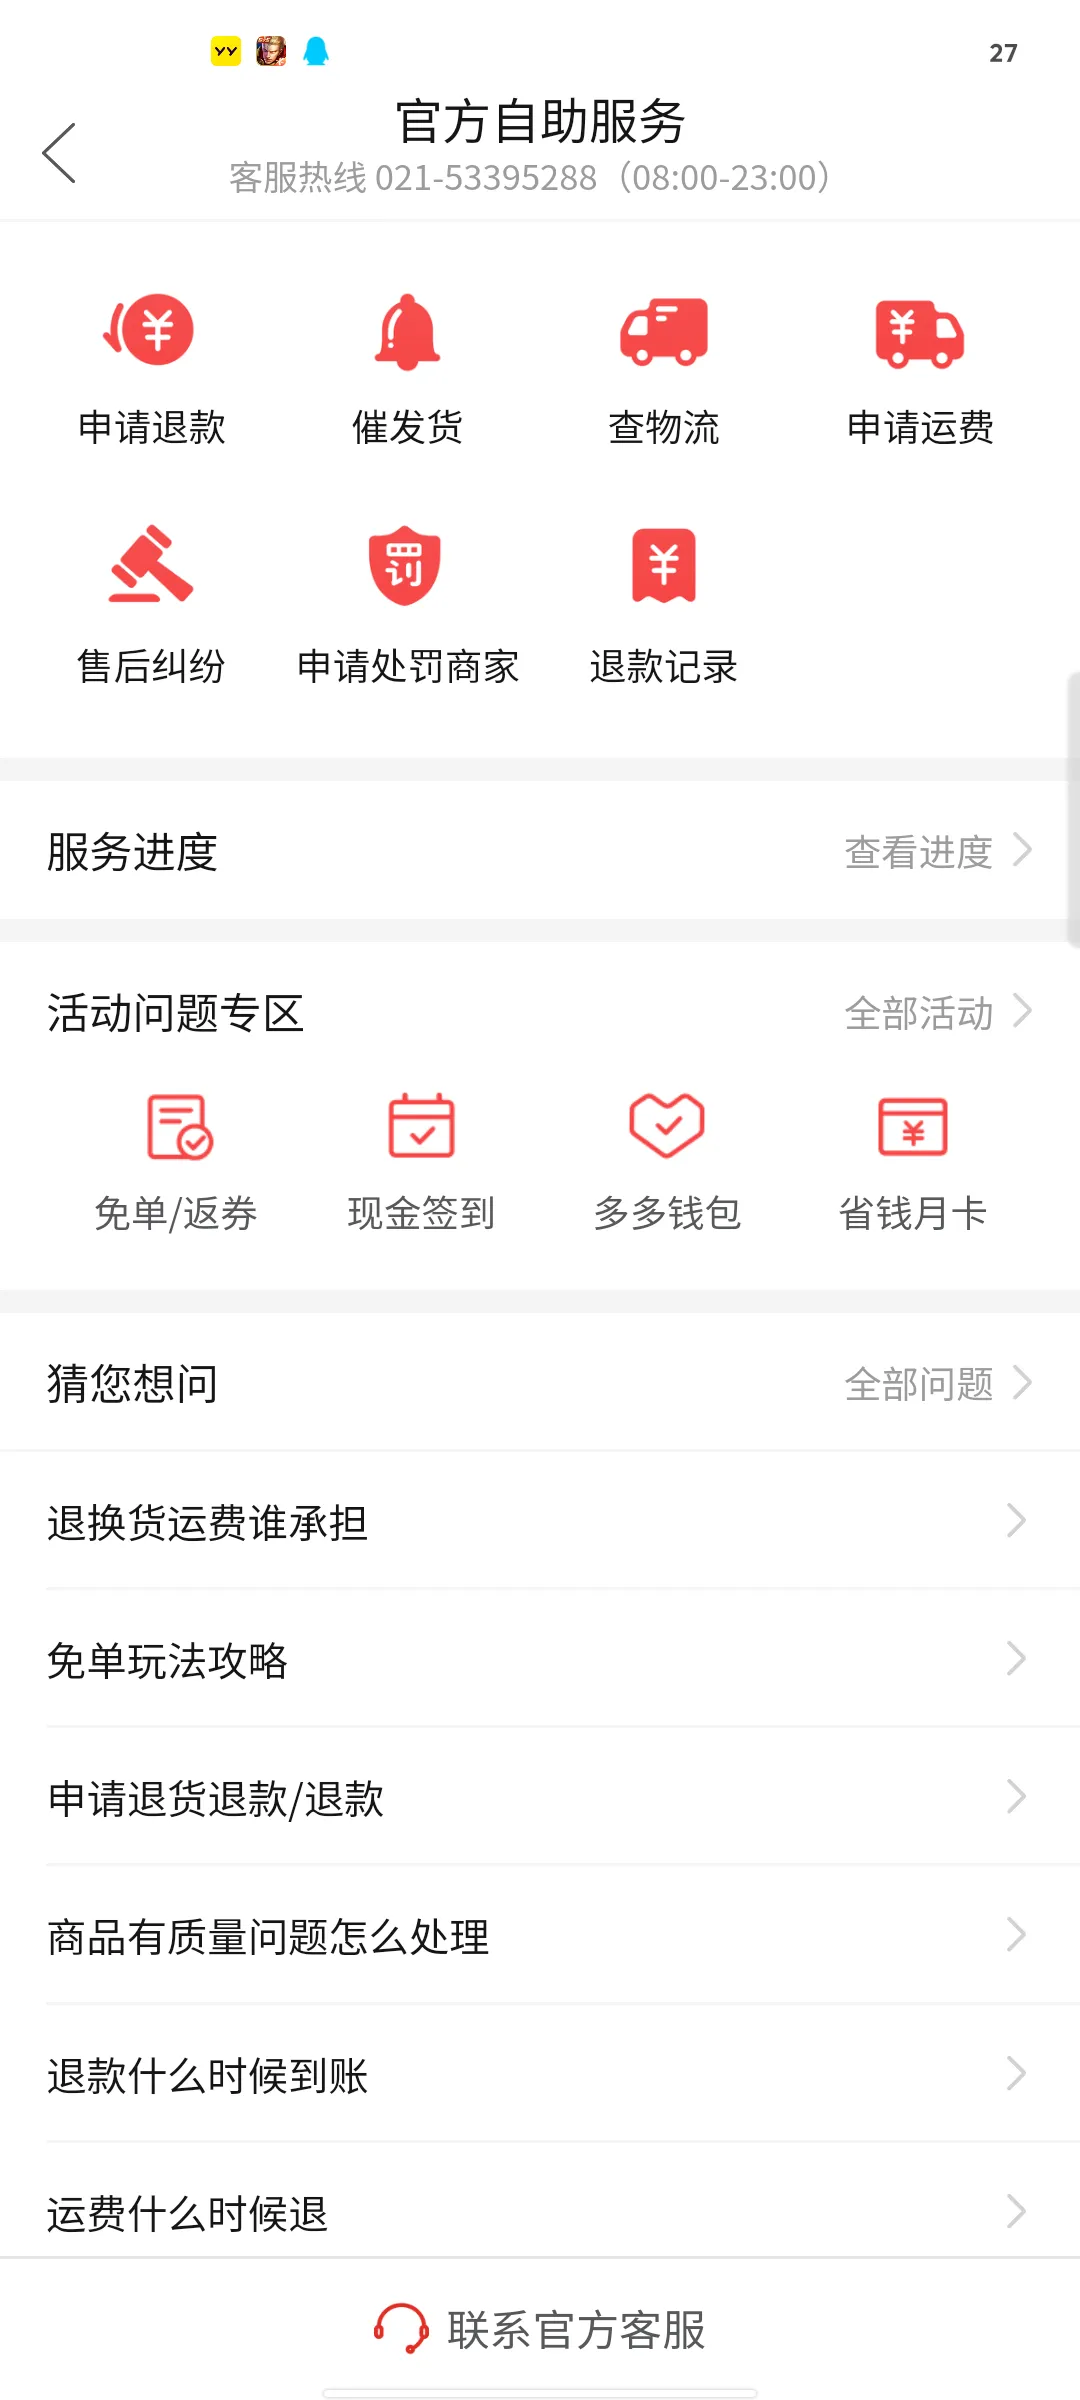 27
官方自助服务
客服热线 021-53395288（08:00-23:00）
申请退款 催发货 查物流 申请运费
罚
售后纠纷 申请处罚商家 退款记录
服务进度 查看进度
活动问题专区 全部活动
免单/返券 现金签到 多多钱包 省钱月卡
猜您想问 全部问题
退换货运费谁承担
免单玩法攻略
申请退货退款/退款
商品有质量问题怎么处理
退款什么时候到账
运费什么时候退
联系官方客服